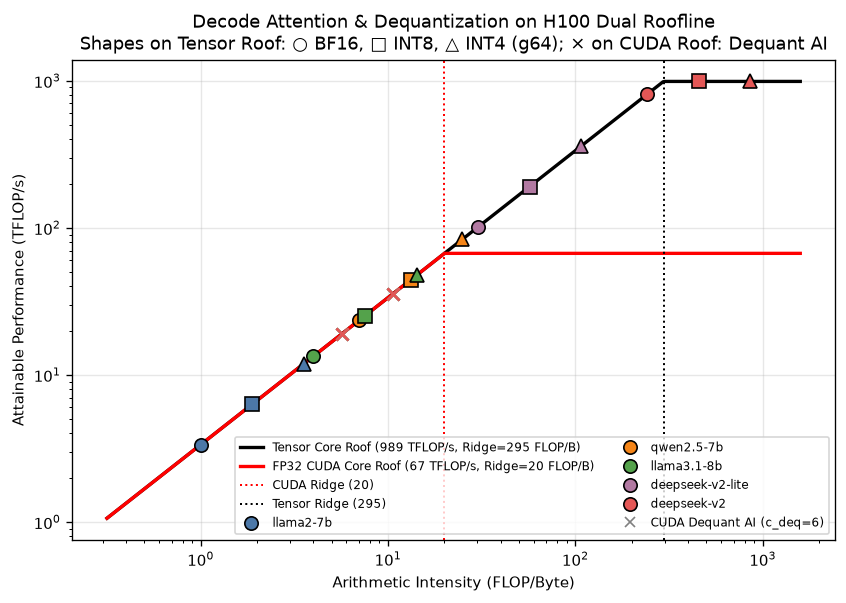 Decode Attention & Dequantization on H100 Dual Roofline
Shapes on Tensor Roof: ○ BF16, □ INT8, △ INT4 (g64); × on CUDA Roof: Dequant AI
Attainable Performance (TFLOP/s)
10³
10²
10¹
10⁰
Tensor Core Roof (989 TFLOP/s, Ridge=295 FLOP/B)
FP32 CUDA Core Roof (67 TFLOP/s, Ridge=20 FLOP/B)
CUDA Ridge (20)
Tensor Ridge (295)
llama2-7b
qwen2.5-7b
llama3.1-8b
deepseek-v2-lite
deepseek-v2
CUDA Dequant AI (c_deq=6)
10⁰ 10¹ 10² 10³
Arithmetic Intensity (FLOP/Byte)